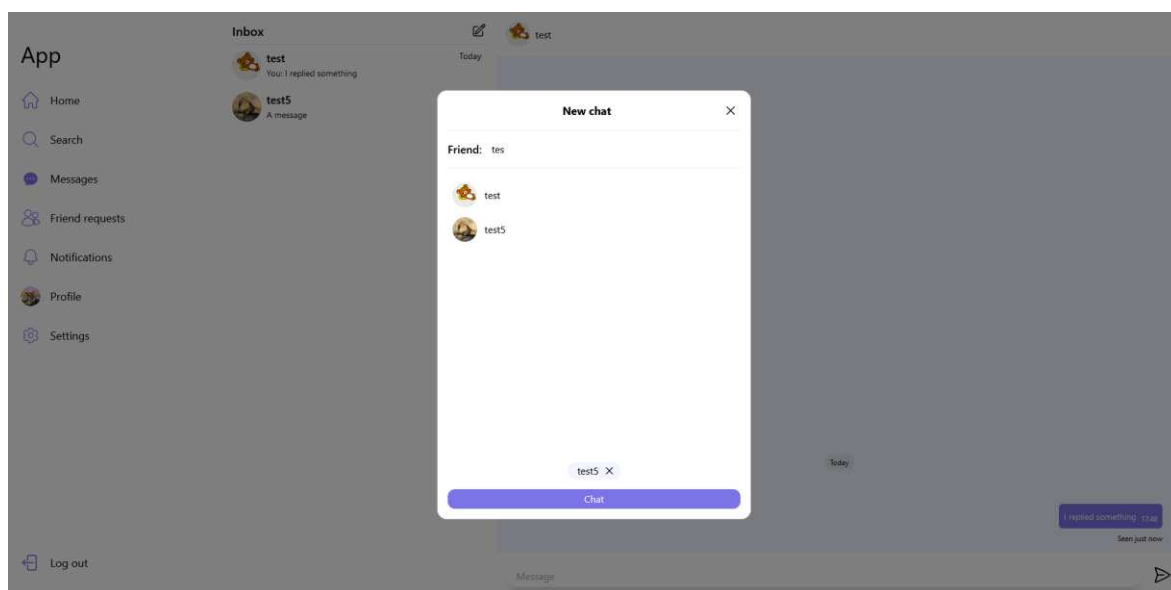 App
Home
Search
Messages
Friend requests
Notifications
Profile
Settings
Log out
Inbox
test
Today
You: I replied something
test5
A message
test
New chat
Friend: tes
test
test5
test5
Chat
Today
I replied something 17:48
Seen just now
Message